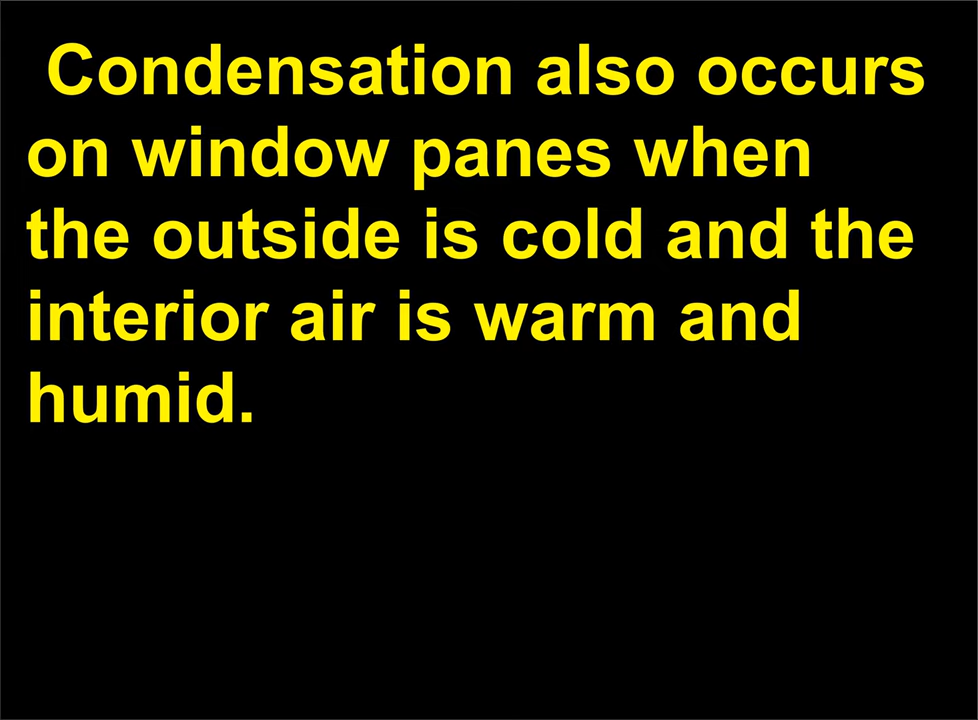 Condensation also occurs
on window panes when
the outside is cold and the
interior air is warm and
humid.